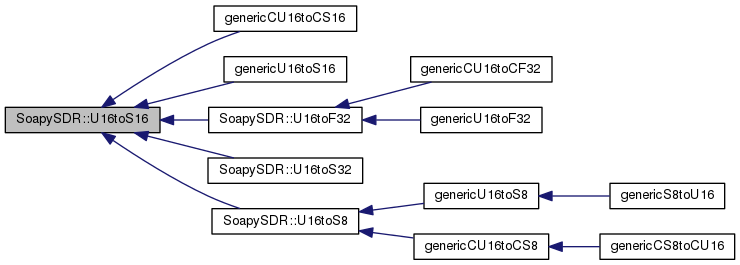 genericCU16toCS16
genericU16toS16
genericCU16toCF32
SoapySDR::U16toS16
SoapySDR::U16toF32
genericU16toF32
SoapySDR::U16toS32
genericU16toS8
genericS8toU16
SoapySDR::U16toS8
genericCU16toCS8
genericCS8toCU16